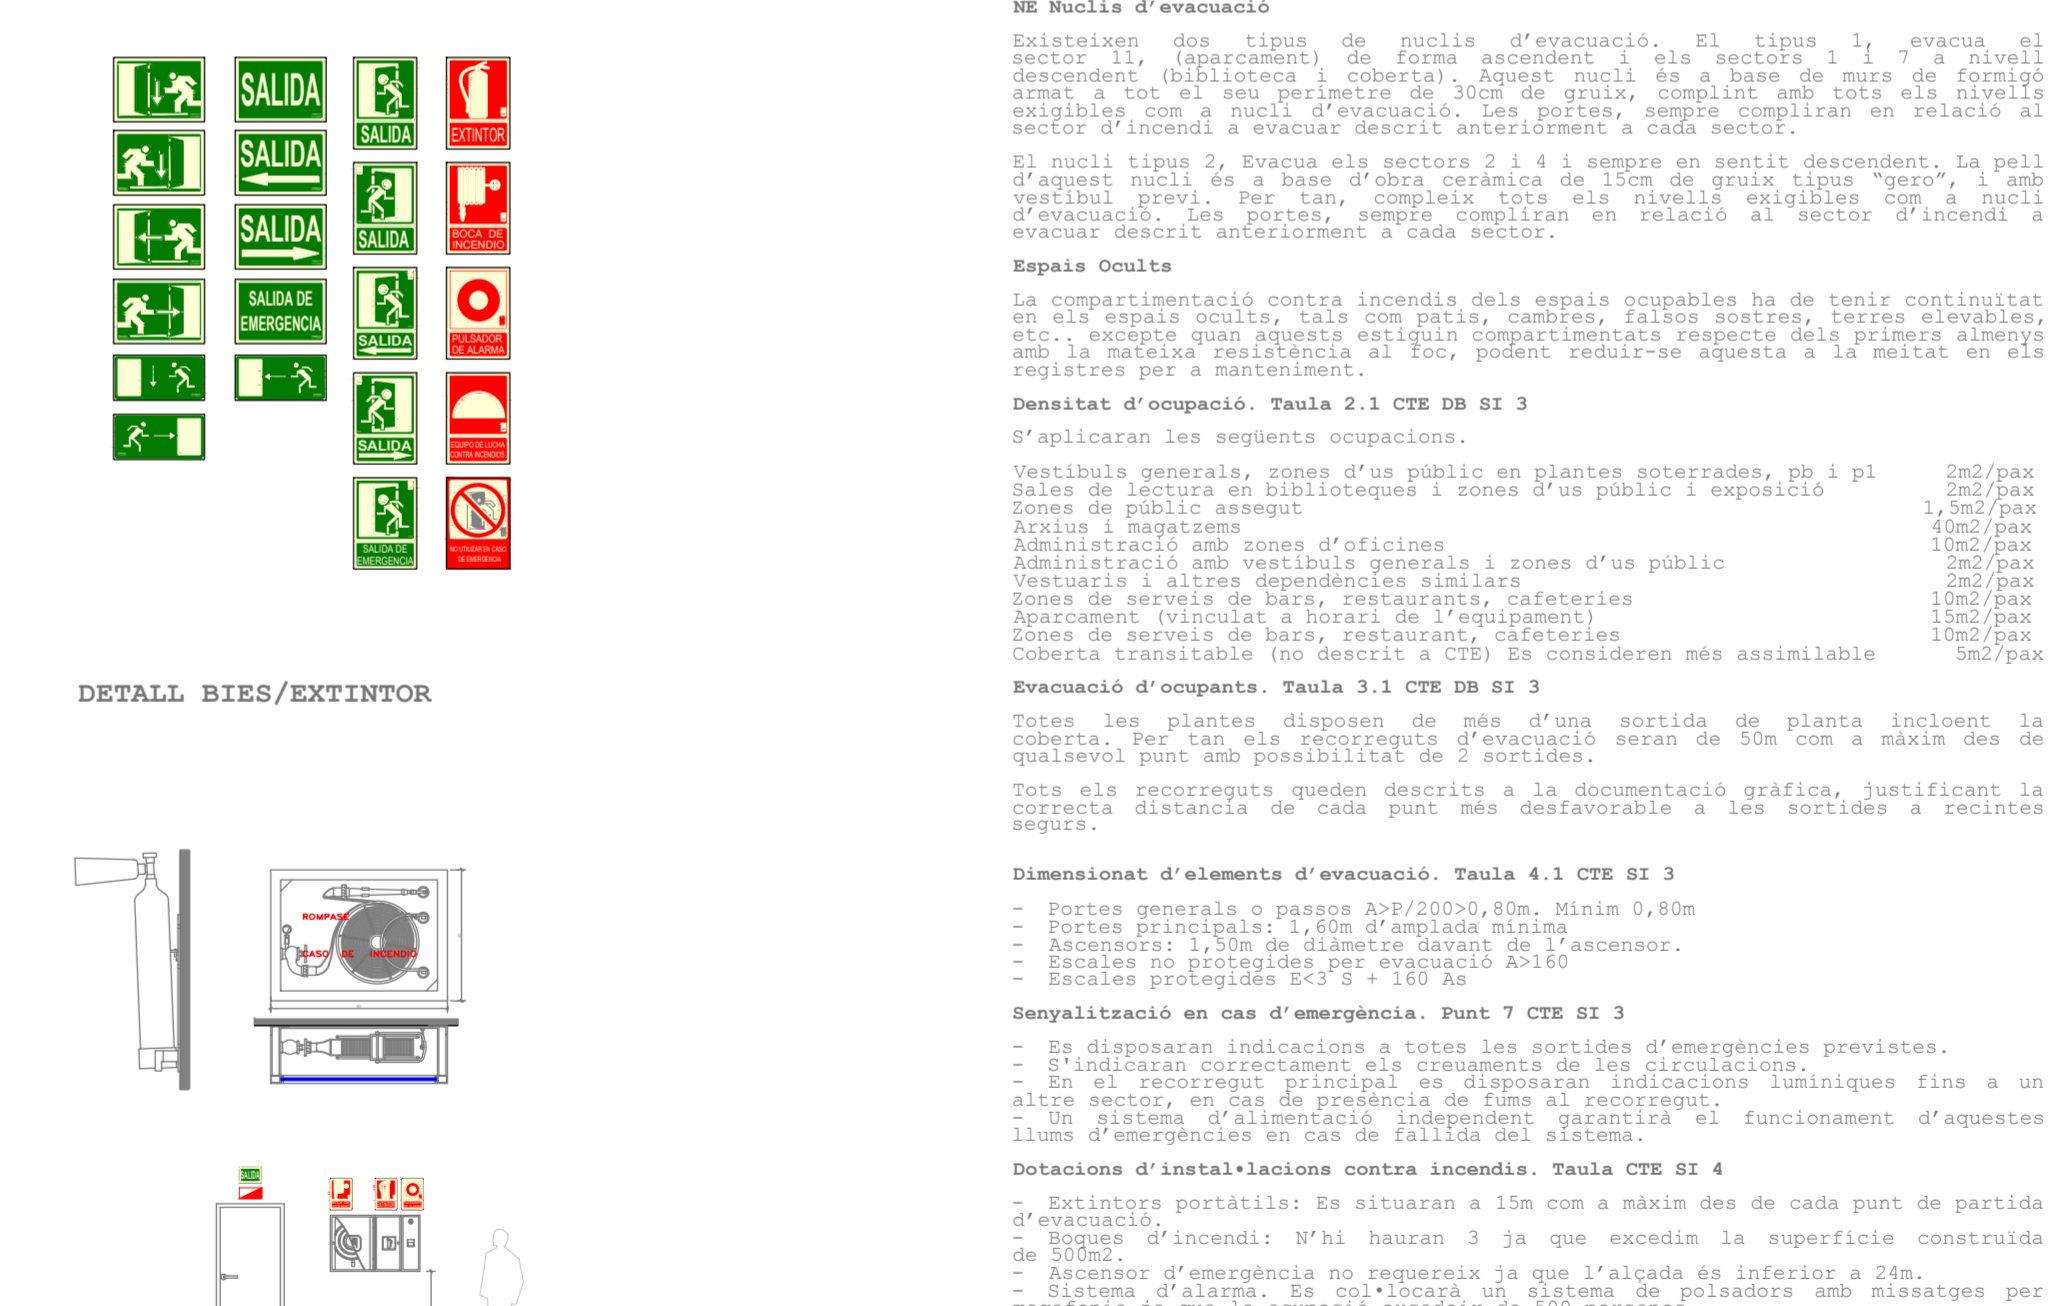 SALIDA
SALIDA
SALIDA
SALIDA DE
EMERGENCIA
SALIDA
SALIDA
SALIDA
SALIDA
SALIDA DE
EMERGENCIA
EXTINTOR
BOCA DE
INCENDIO
PULSADOR
DE ALARMA
EQUIPO DE LUCHA
CONTRA INCENDIOS
NO UTILIZAR EN CASO
DE EMERGENCIA
DETALL BIES/EXTINTOR
ROMPASE
CASO DE INCENDIO
SALIDA
NE Nuclis d’evacuació
Existeixen dos tipus de nuclis d’evacuació. El tipus 1, evacua el
sector 11, (aparcament) de forma ascendent i els sectors 1 i 7 a nivell
descendent (biblioteca i coberta). Aquest nucli és a base de murs de formigó
armat a tot el seu perímetre de 30cm de gruix, complint amb tots els nivells
exigibles com a nucli d’evacuació. Les portes, sempre compliran en relació al
sector d’incendi a evacuar descrit anteriorment a cada sector.
El nucli tipus 2, Evacua els sectors 2 i 4 i sempre en sentit descendent. La pell
d’aquest nucli és a base d’obra ceràmica de 15cm de gruix tipus “gero”, i amb
vestíbul previ. Per tan, compleix tots els nivells exigibles com a nucli
d’evacuació. Les portes, sempre compliran en relació al sector d’incendi a
evacuar descrit anteriorment a cada sector.
Espais Ocults
La compartimentació contra incendis dels espais ocupables ha de tenir continuïtat
en els espais ocults, tals com patis, cambres, falsos sostres, terres elevables,
etc.. excepte quan aquests estiguin compartimentats respecte dels primers almenys
amb la mateixa resistència al foc, podent reduir-se aquesta a la meitat en els
registres per a manteniment.
Densitat d’ocupació. Taula 2.1 CTE DB SI 3
S’aplicaran les següents ocupacions.
Vestíbuls generals, zones d’us públic en plantes soterrades, pb i p1 2m2/pax
Sales de lectura en biblioteques i zones d’us públic i exposició 2m2/pax
Zones de públic assegut 1,5m2/pax
Arxius i magatzems 40m2/pax
Administració amb zones d’oficines 10m2/pax
Administració amb vestíbuls generals i zones d’us públic 2m2/pax
Vestuaris i altres dependències similars 2m2/pax
Zones de serveis de bars, restaurants, cafeteries 10m2/pax
Aparcament (vinculat a horari de l’equipament) 15m2/pax
Zones de serveis de bars, restaurant, cafeteries 10m2/pax
Coberta transitable (no descrit a CTE) Es consideren més assimilable 5m2/pax
Evacuació d’ocupants. Taula 3.1 CTE DB SI 3
Totes les plantes disposen de més d’una sortida de planta incloent la
coberta. Per tan els recorreguts d’evacuació seran de 50m com a màxim des de
qualsevol punt amb possibilitat de 2 sortides.
Tots els recorreguts queden descrits a la documentació gràfica, justificant la
correcta distancia de cada punt més desfavorable a les sortides a recintes
segurs.
Dimensionat d’elements d’evacuació. Taula 4.1 CTE SI 3
- Portes generals o passos A>P/200>0,80m. Mínim 0,80m
- Portes principals: 1,60m d’amplada mínima
- Ascensors: 1,50m de diàmetre davant de l’ascensor.
- Escales no protegides per evacuació A>160
- Escales protegides E<3 S + 160 As
Senyalització en cas d’emergència. Punt 7 CTE SI 3
- Es disposaran indicacions a totes les sortides d’emergències previstes.
- S'indicaran correctament els creuaments de les circulacions.
- En el recorregut principal es disposaran indicacions lumíniques fins a un
altre sector, en cas de presència de fums al recorregut.
- Un sistema d’alimentació independent garantirà el funcionament d’aquestes
llums d’emergències en cas de fallida del sistema.
Dotacions d’instal•lacions contra incendis. Taula CTE SI 4
- Extintors portàtils: Es situaran a 15m com a màxim des de cada punt de partida
d’evacuació.
- Boques d’incendi: N’hi hauran 3 ja que excedim la superfície construïda
de 500m2.
- Ascensor d’emergència no requereix ja que l’alçada és inferior a 24m.
- Sistema d’alarma. Es col•locarà un sistema de polsadors amb missatges per